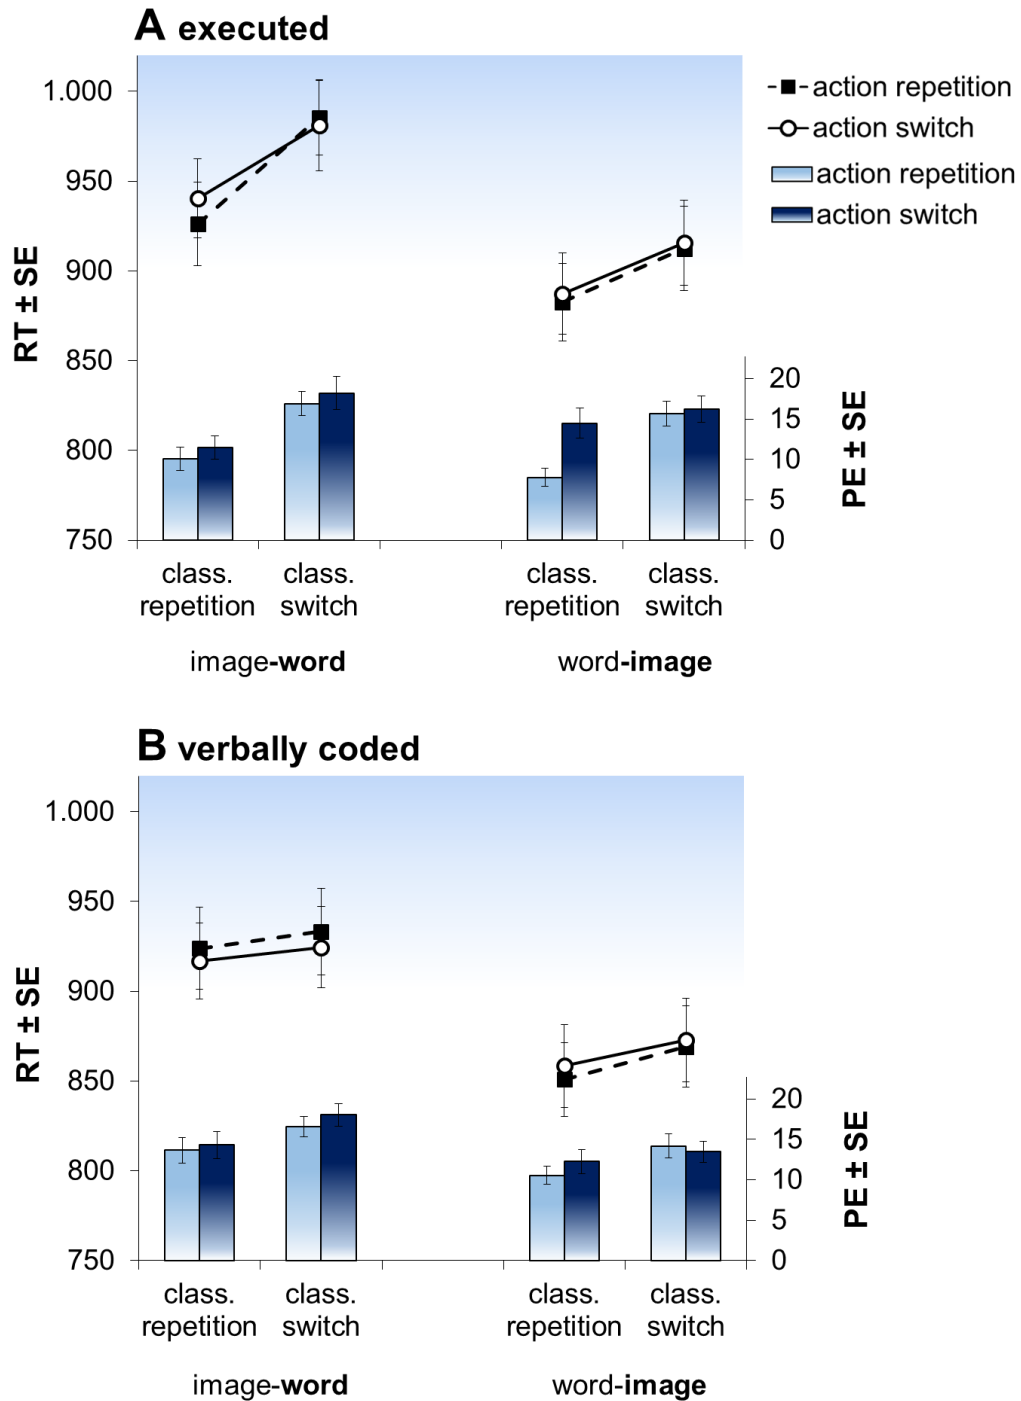 A executed
1.000
950
900
850
800
750
RT ± SE
action repetition
action switch
action repetition
action switch
20
15
10
5
0
PE ± SE
class. repetition
class. switch
class. repetition
class. switch
image-word
word-image
B verbally coded
1.000
950
900
850
800
750
RT ± SE
20
15
10
5
0
PE ± SE
class. repetition
class. switch
class. repetition
class. switch
image-word
word-image